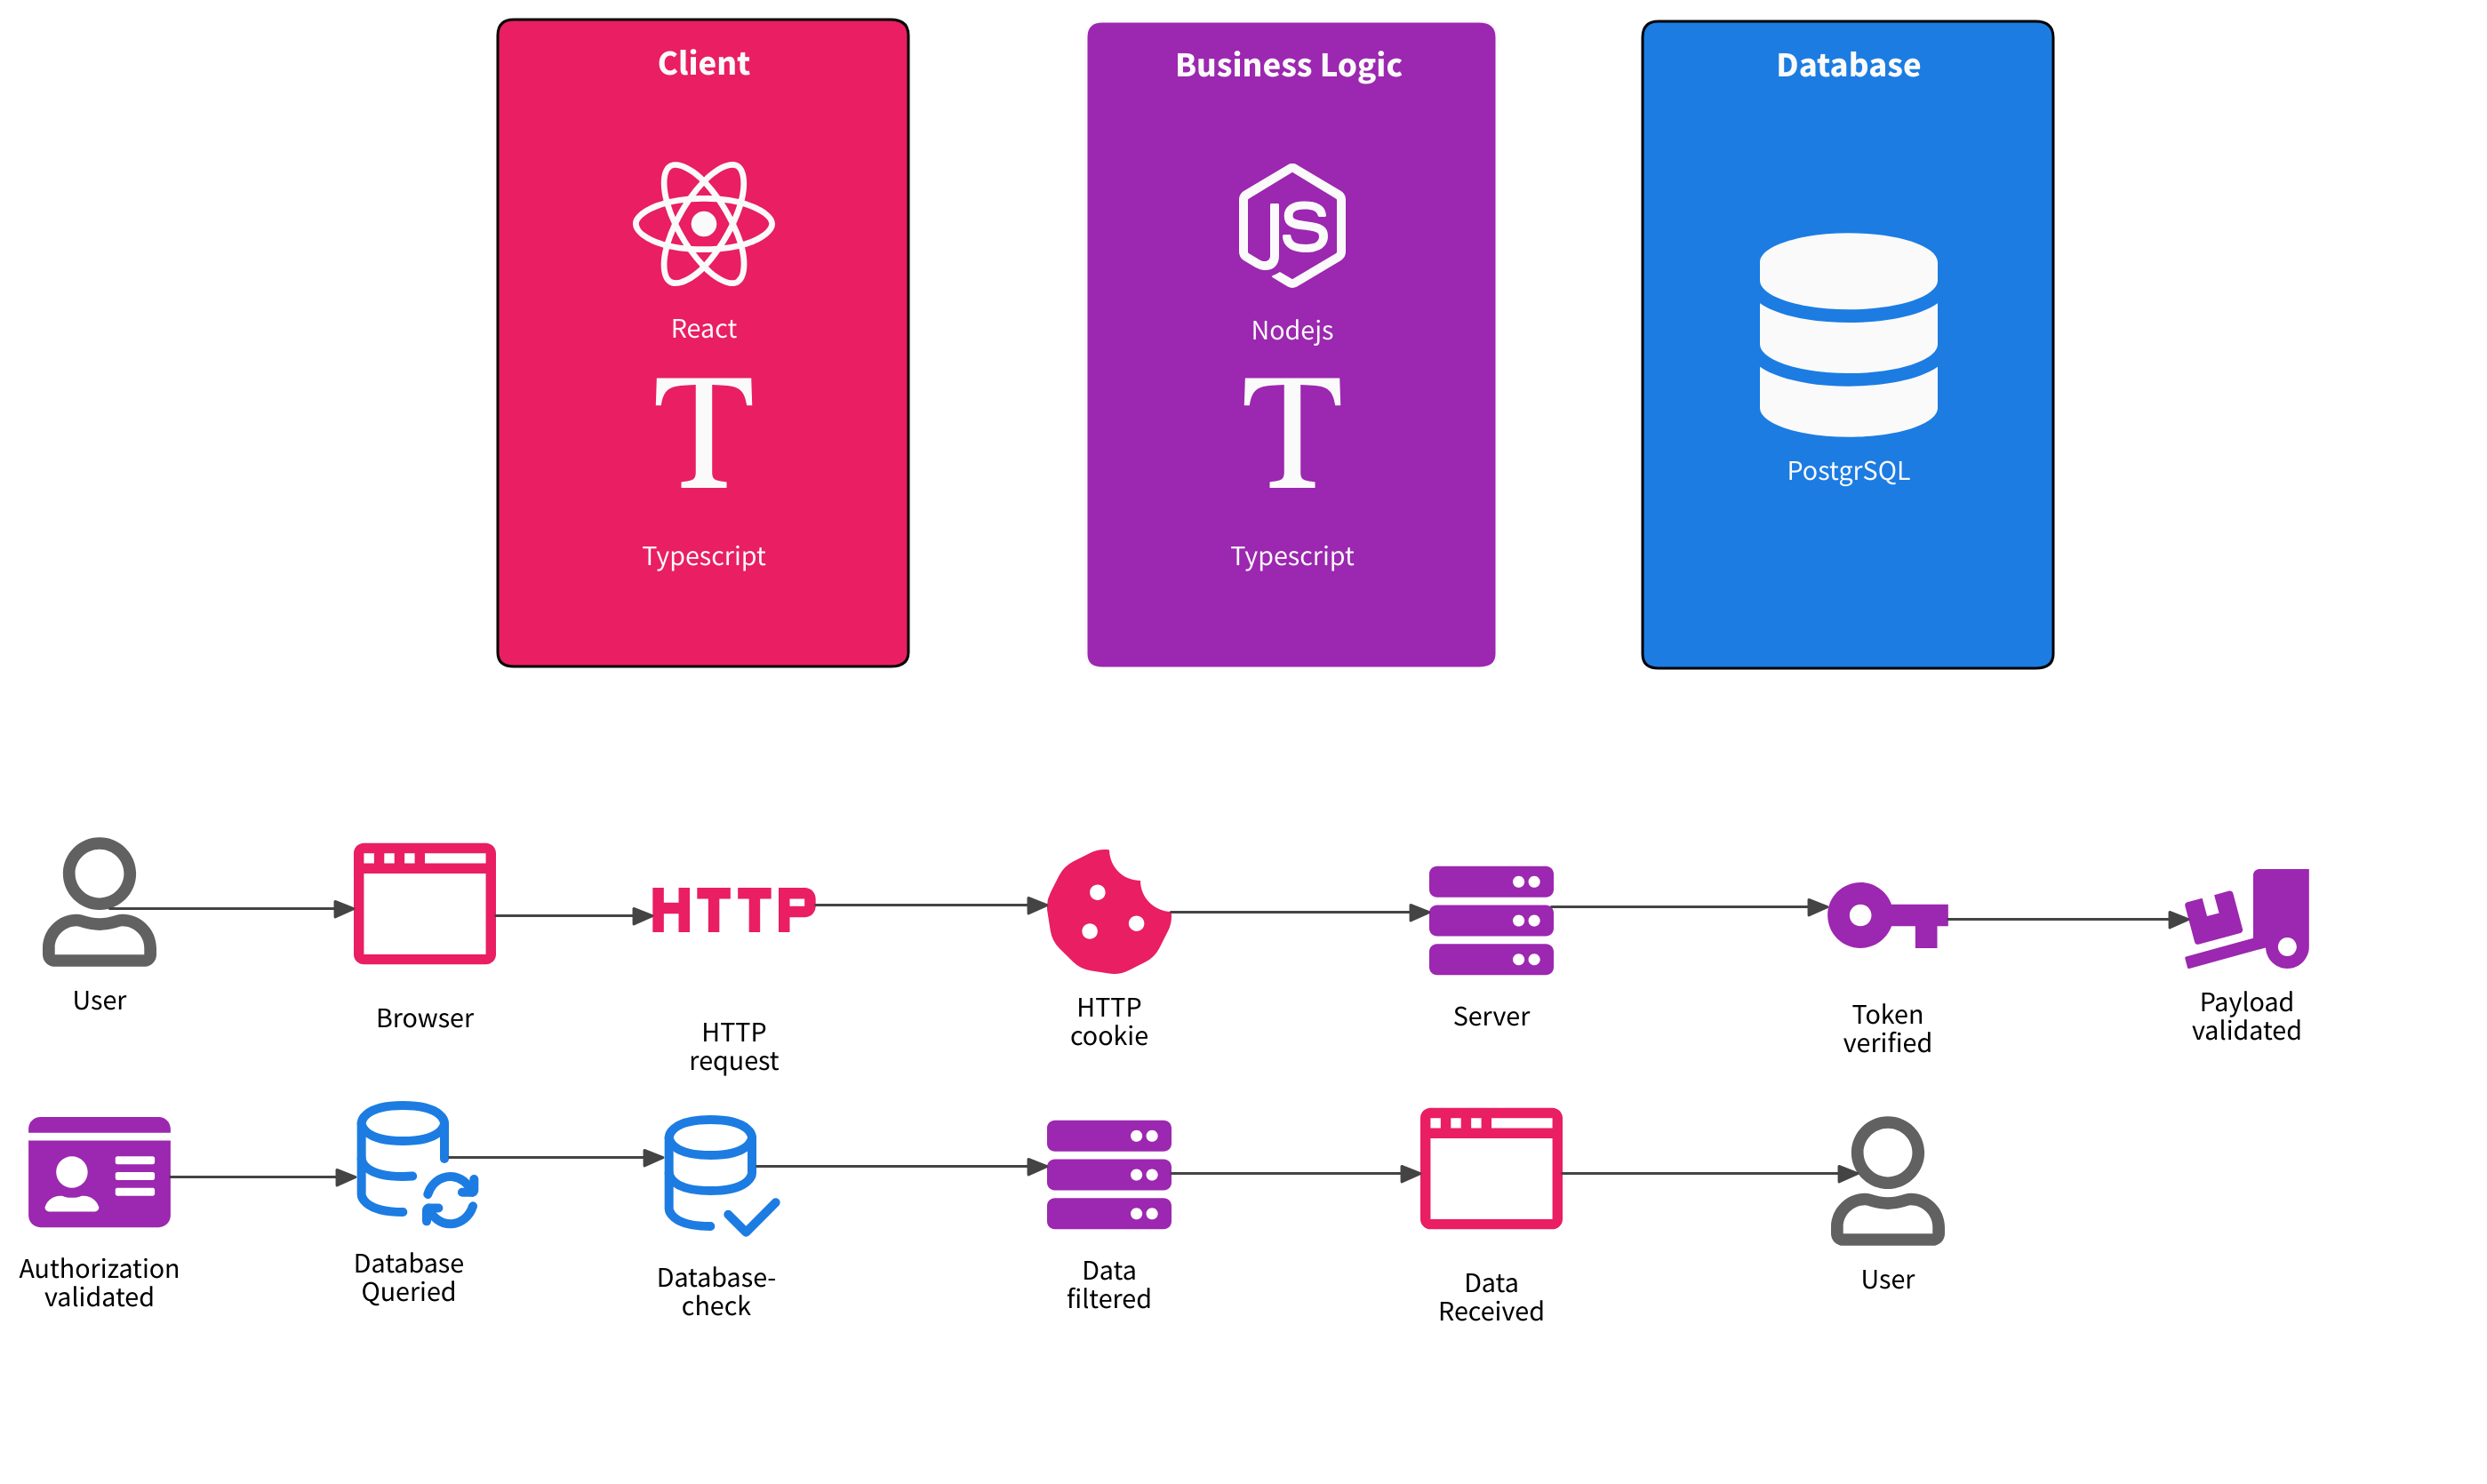 Client
Business Logic
Database
JS
React
Nodejs
T
T
PostgrSQL
Typescript
Typescript
HTTP
User
Browser
HTTP
request
HTTP
cookie
Server
Token
verified
Payload
validated
Authorization
validated
Database
Queried
Database-
check
Data
filtered
Data
Received
User